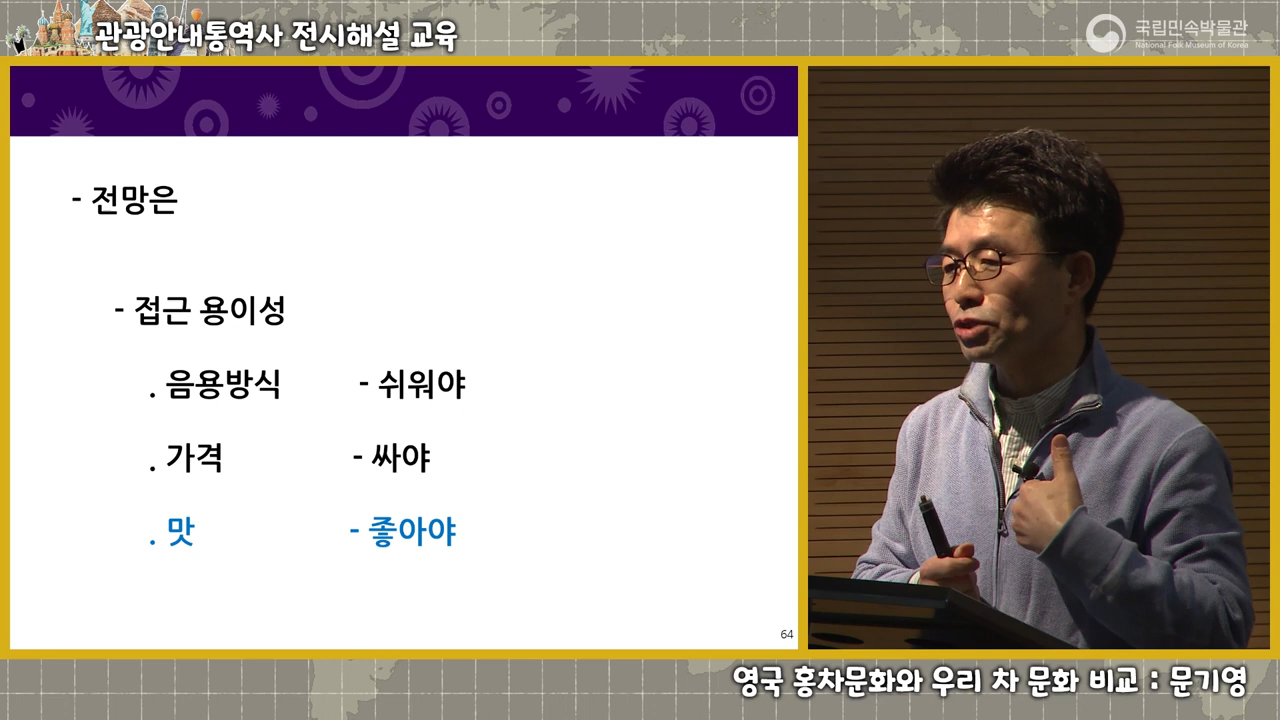 관광안내통역사 전시해설 교육
국립민속박물관
National Folk Museum of Korea
- 전망은
- 접근 용이성
. 음용방식 - 쉬워야
. 가격 - 싸야
. 맛 - 좋아야
64
영국 홍차문화와 우리 차 문화 비교 : 문기영